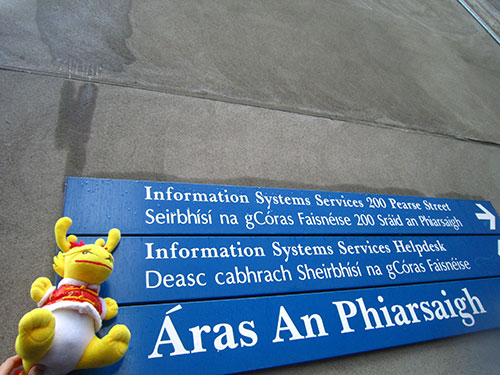 Information Systems Services 200 Pearse Street
Seirbhísí na gCóras Faisnéise 200 Sráid an Phiarsaigh
Information Systems Services Helpdesk
Deasc cabhrach Sheirbhísí na gCóras Faisnéise
Áras An Phiarsaigh